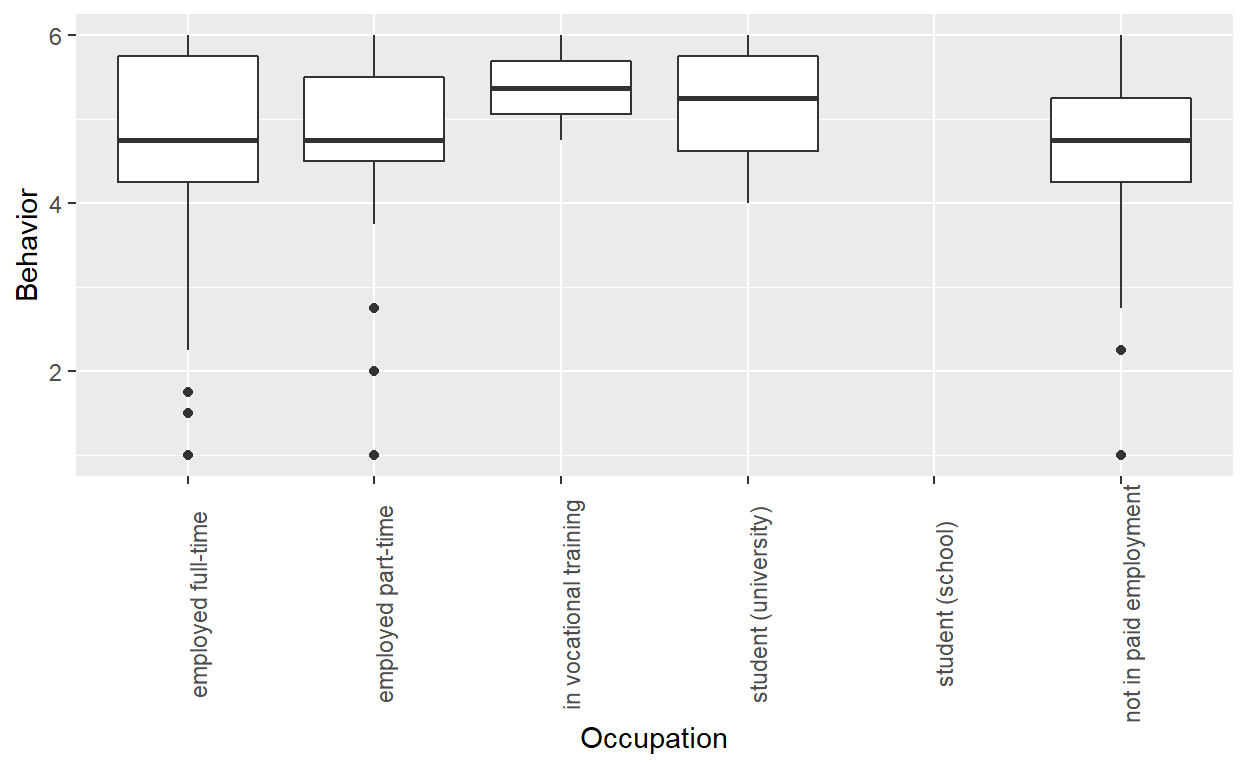 6
4
2
Behavior
employed full-time
employed part-time
in vocational training
student (university)
student (school)
not in paid employment
Occupation